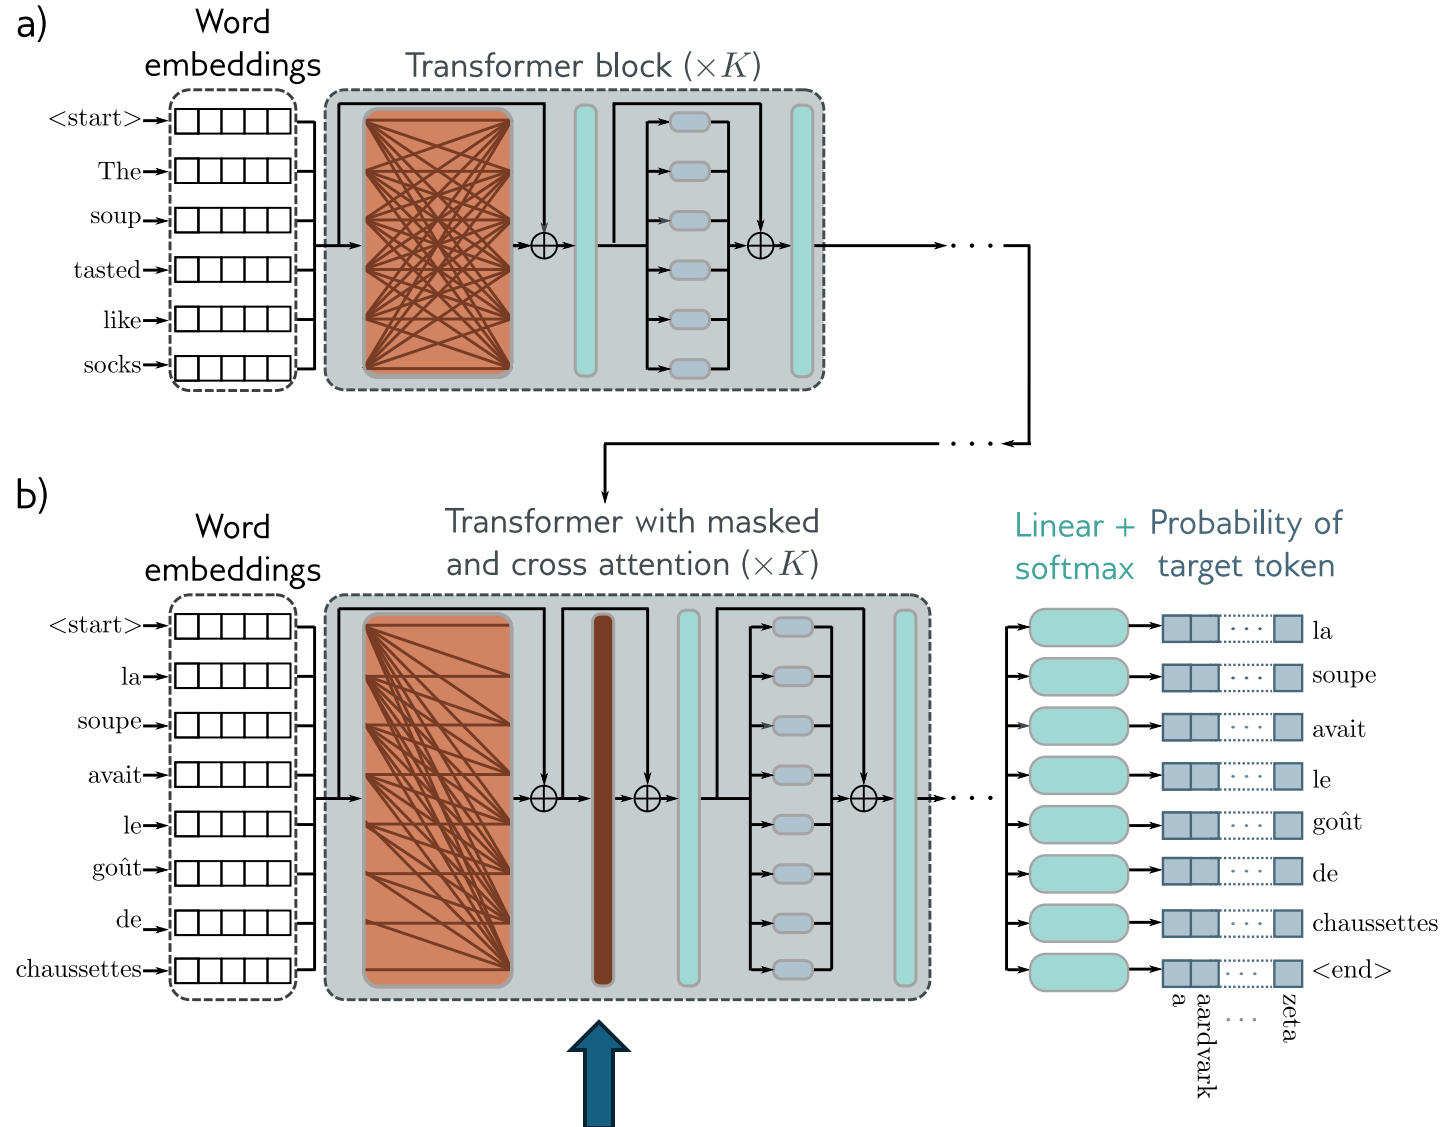 a)
Word
embeddings
Transformer block (×K)
<start>
The
soup
tasted
like
socks
b)
Word
embeddings
Transformer with masked
and cross attention (×K)
Linear +
softmax
Probability of
target token
<start>
la
soupe
avait
le
goût
de
chaussettes
la
soupe
avait
le
goût
de
chaussettes
<end>
a
aardvark
...
zeta